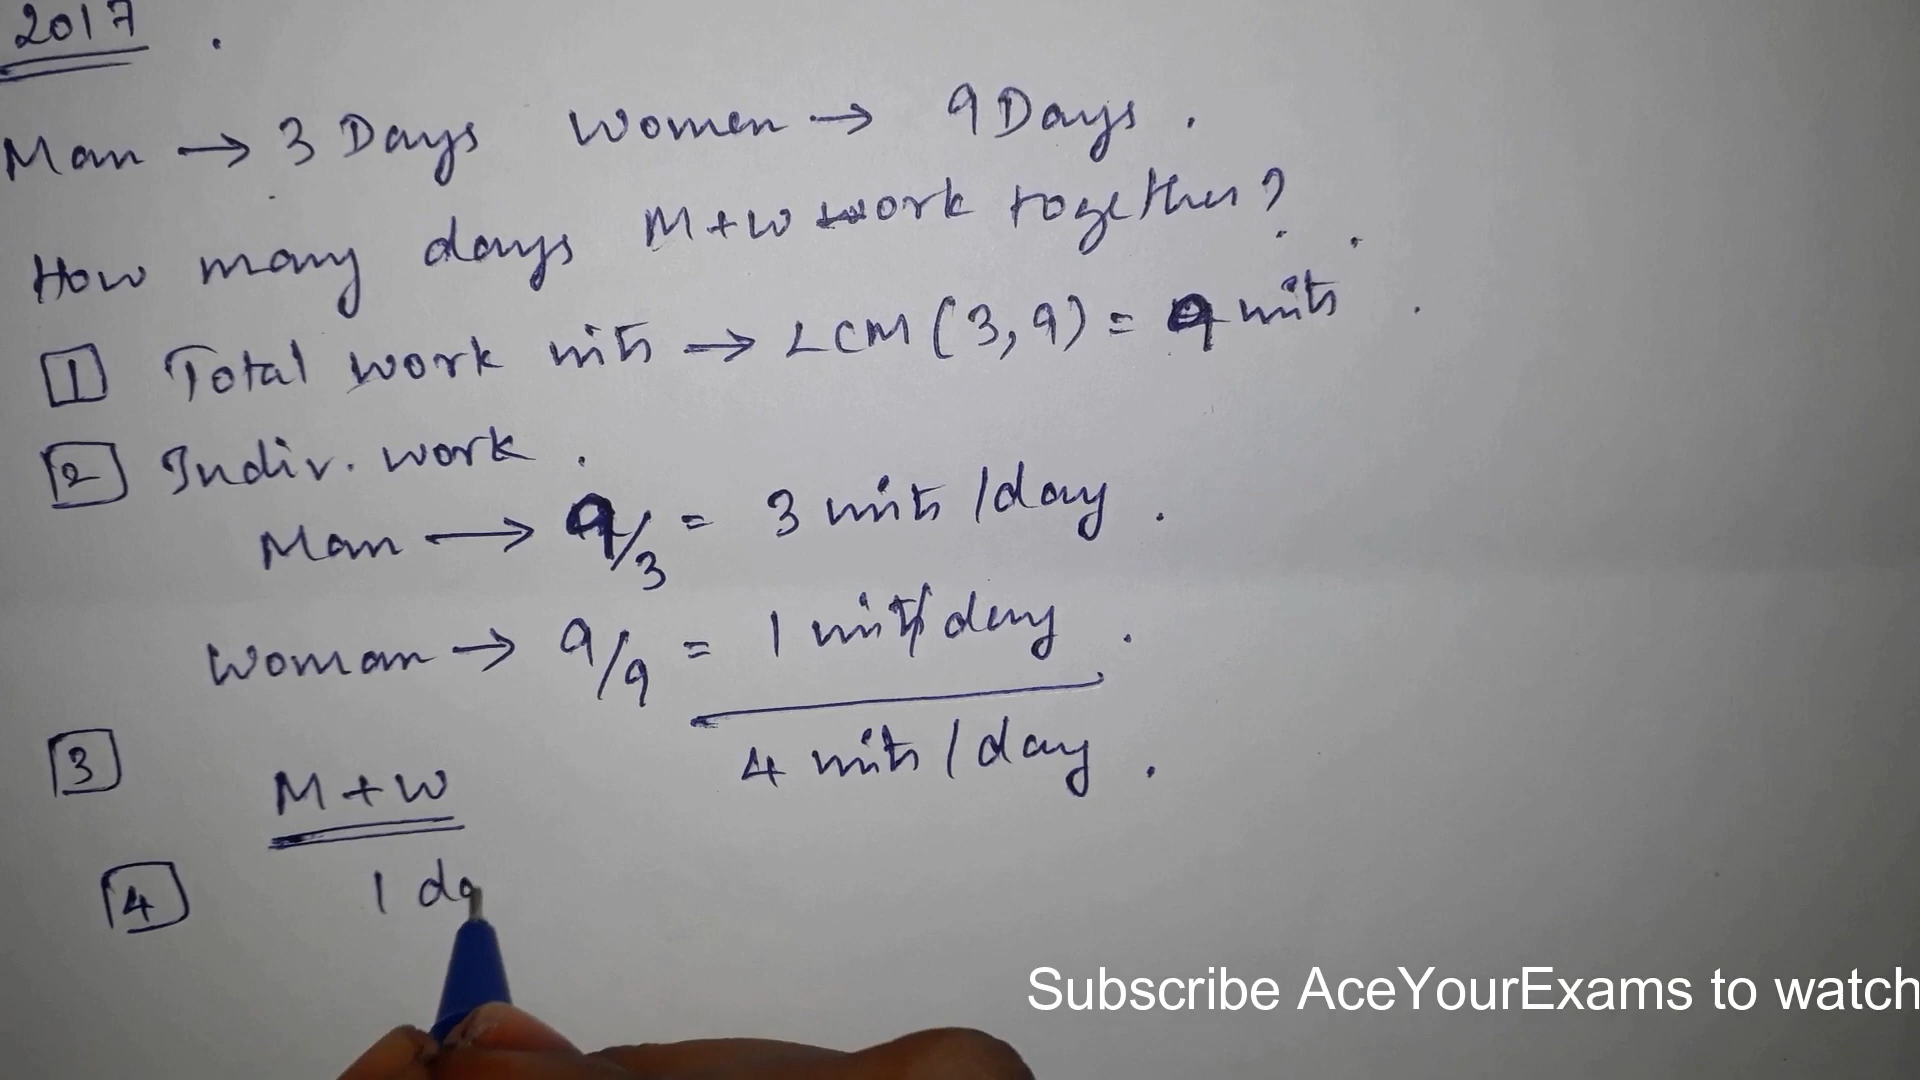 2017 .
Man → 3 Days Women → 9 Days .
How many days M+W work together?
1 Total work units → LCM (3,9) = 9 units .
2 Indiv. work .
Man → 9/3 = 3 units /day .
Woman → 9/9 = 1 unit/day .
4 units / day .
3 M+W
4 1 da
Subscribe AceYourExams to watch